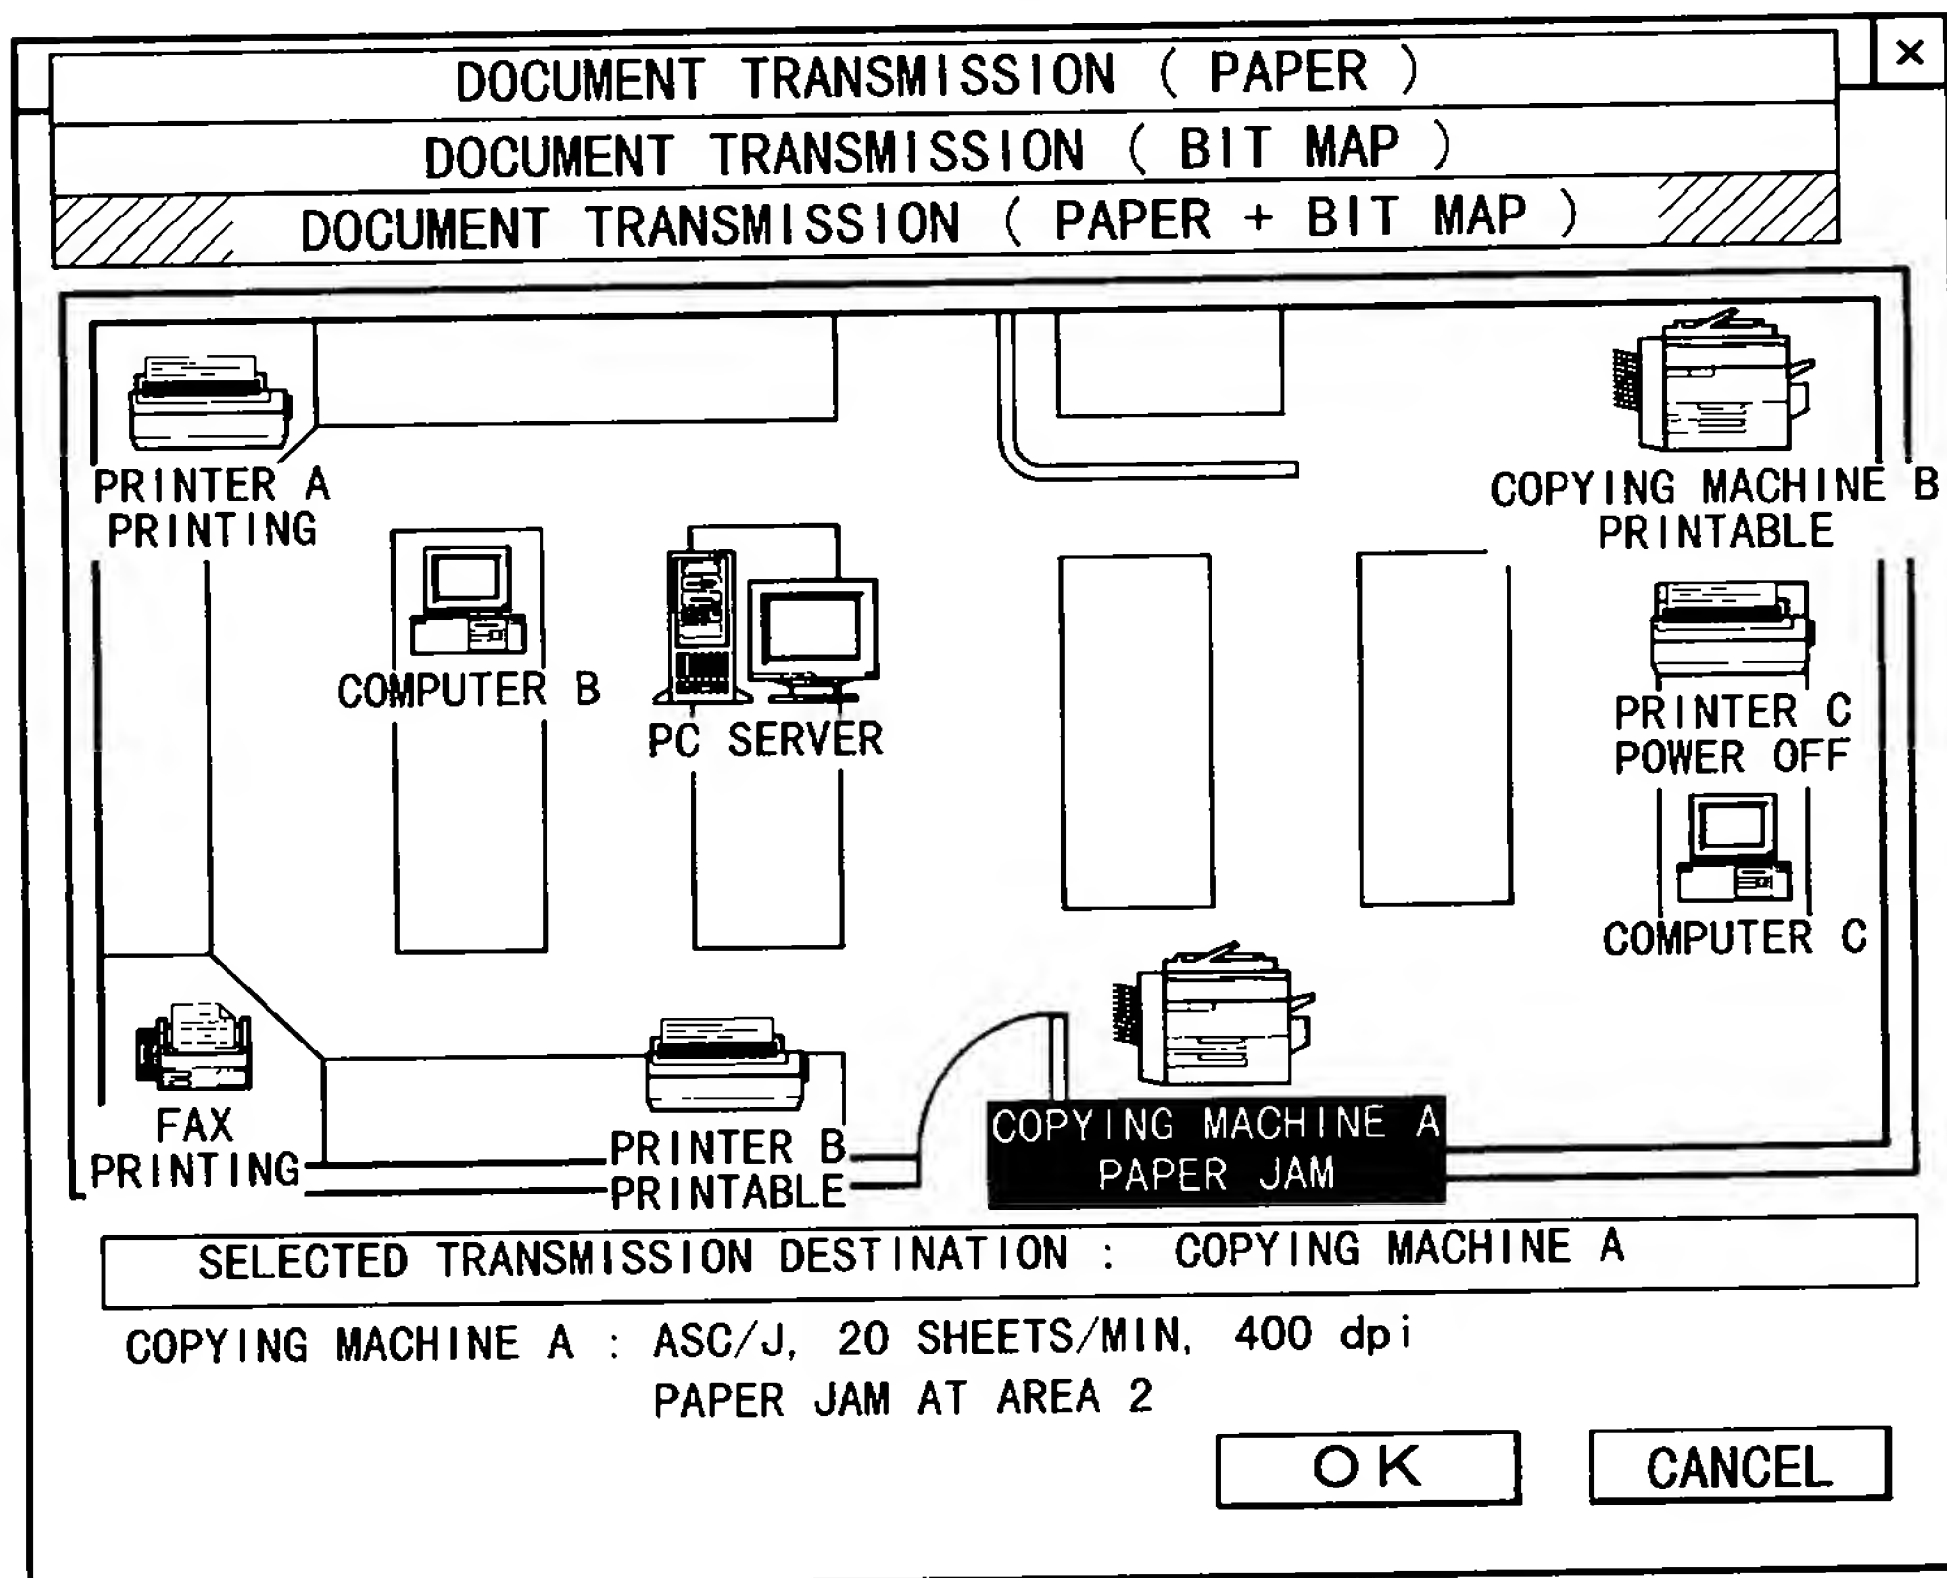 ×
DOCUMENT TRANSMISSION ( PAPER )
DOCUMENT TRANSMISSION ( BIT MAP )
DOCUMENT TRANSMISSION ( PAPER + BIT MAP )
PRINTER A
PRINTING
COPYING MACHINE B
PRINTABLE
COMPUTER B
PC SERVER
PRINTER C
POWER OFF
COMPUTER C
FAX
PRINTING
PRINTER B
PRINTABLE
COPYING MACHINE A
PAPER JAM
SELECTED TRANSMISSION DESTINATION : COPYING MACHINE A
COPYING MACHINE A : ASC/J, 20 SHEETS/MIN, 400 dpi
PAPER JAM AT AREA 2
OK
CANCEL